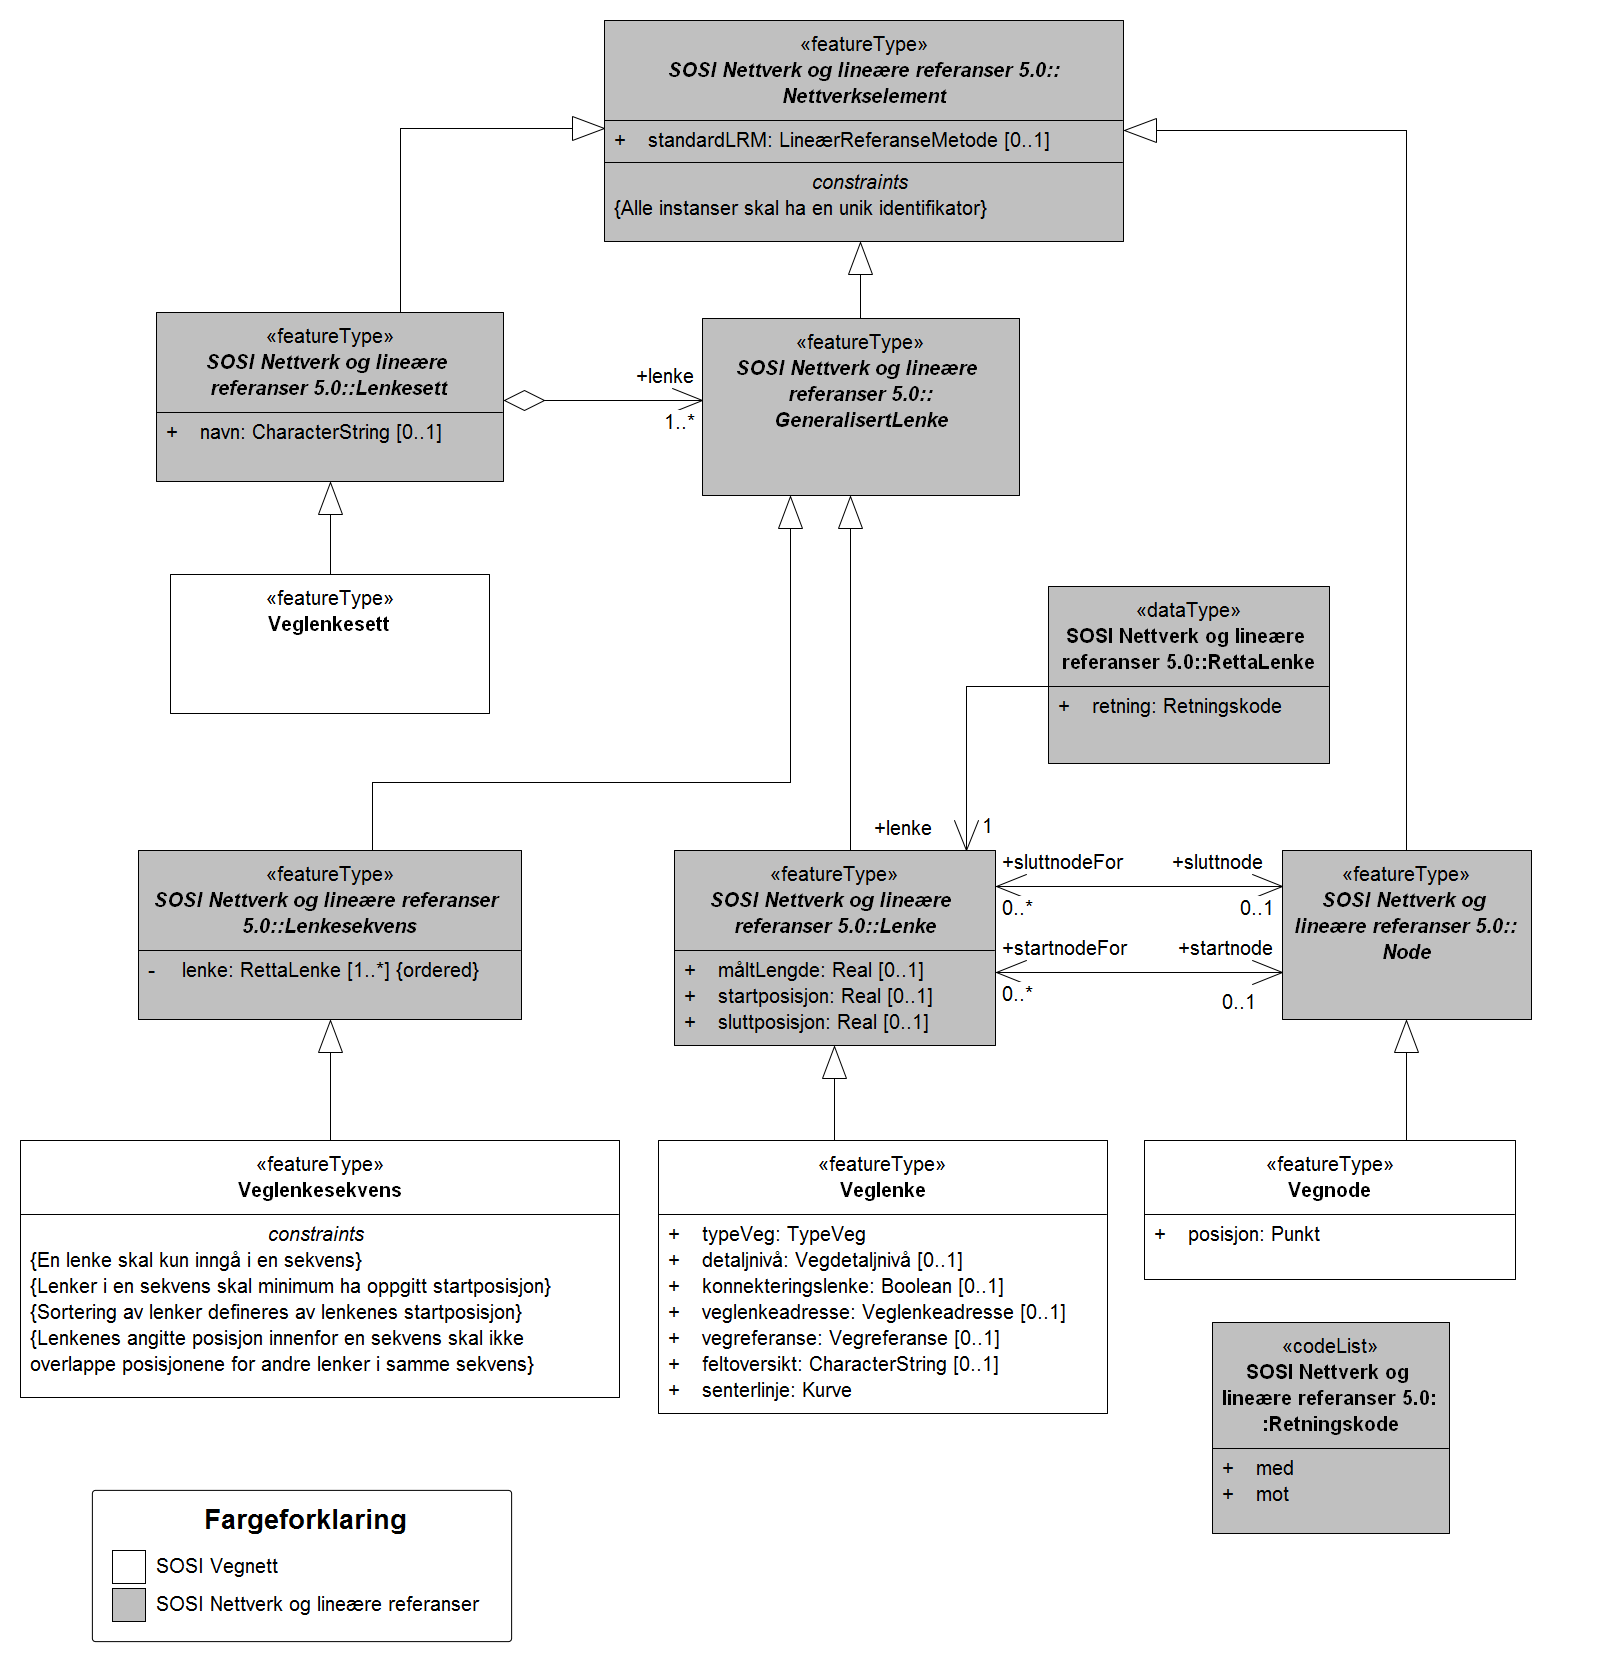 «featureType»
SOSI Nettverk og lineære referanser 5.0::
Nettverkselement
+ standardLRM: LineærReferanseMetode [0..1]
constraints
{Alle instanser skal ha en unik identifikator}
«featureType»
SOSI Nettverk og lineære
referanser 5.0::Lenkesett
+ navn: CharacterString [0..1]
+lenke
1..*
«featureType»
SOSI Nettverk og lineære
referanser 5.0::
GeneralisertLenke
«featureType»
Veglenkesett
«dataType»
SOSI Nettverk og lineære
referanser 5.0::RettaLenke
+ retning: Retningskode
+lenke
1
«featureType»
SOSI Nettverk og lineære referanser
5.0::Lenkesekvens
- lenke: RettaLenke [1..*] {ordered}
«featureType»
SOSI Nettverk og lineære
referanser 5.0::Lenke
+ måltLengde: Real [0..1]
+ startposisjon: Real [0..1]
+ sluttposisjon: Real [0..1]
+sluttnodeFor
+sluttnode
0..*
0..1
+startnodeFor
+startnode
0..*
0..1
«featureType»
SOSI Nettverk og
lineære referanser 5.0::
Node
«featureType»
Veglenkesekvens
constraints
{En lenke skal kun inngå i en sekvens}
{Lenker i en sekvens skal minimum ha oppgitt startposisjon}
{Sortering av lenker defineres av lenkenes startposisjon}
{Lenkenes angitte posisjon innenfor en sekvens skal ikke
overlappe posisjonene for andre lenker i samme sekvens}
«featureType»
Veglenke
+ typeVeg: TypeVeg
+ detaljnivå: Vegdetaljnivå [0..1]
+ konnekteringslenke: Boolean [0..1]
+ veglenkeadresse: Veglenkeadresse [0..1]
+ vegreferanse: Vegreferanse [0..1]
+ feltoversikt: CharacterString [0..1]
+ senterlinje: Kurve
«featureType»
Vegnode
+ posisjon: Punkt
«codeList»
SOSI Nettverk og
lineære referanser 5.0:
:Retningskode
+ med
+ mot
Fargeforklaring
SOSI Vegnett
SOSI Nettverk og lineære referanser